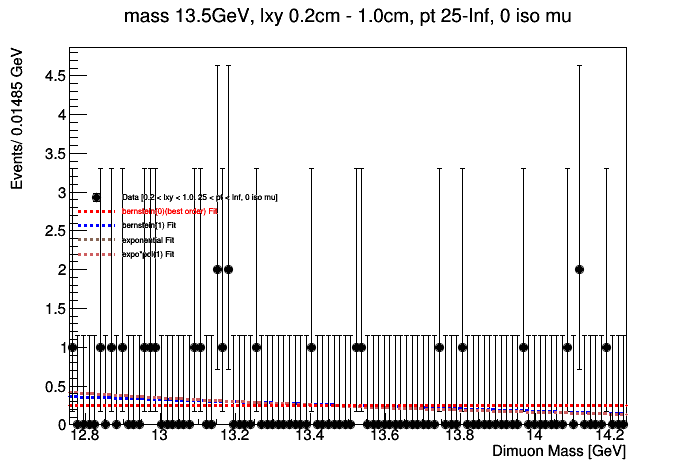 mass 13.5GeV, lxy 0.2cm - 1.0cm, pt 25-Inf, 0 iso mu
Events/ 0.01485 GeV
4.5
4
3.5
3
Data [0.2 < lxy < 1.0, 25 < pt < Inf, 0 iso mu]
bernstein[0](best order) Fit
bernstein(1) Fit
exponential Fit
expo*pol(1) Fit
2.5
2
1.5
1
0.5
0
12.8 13 13.2 13.4 13.6 13.8 14 14.2
Dimuon Mass [GeV]